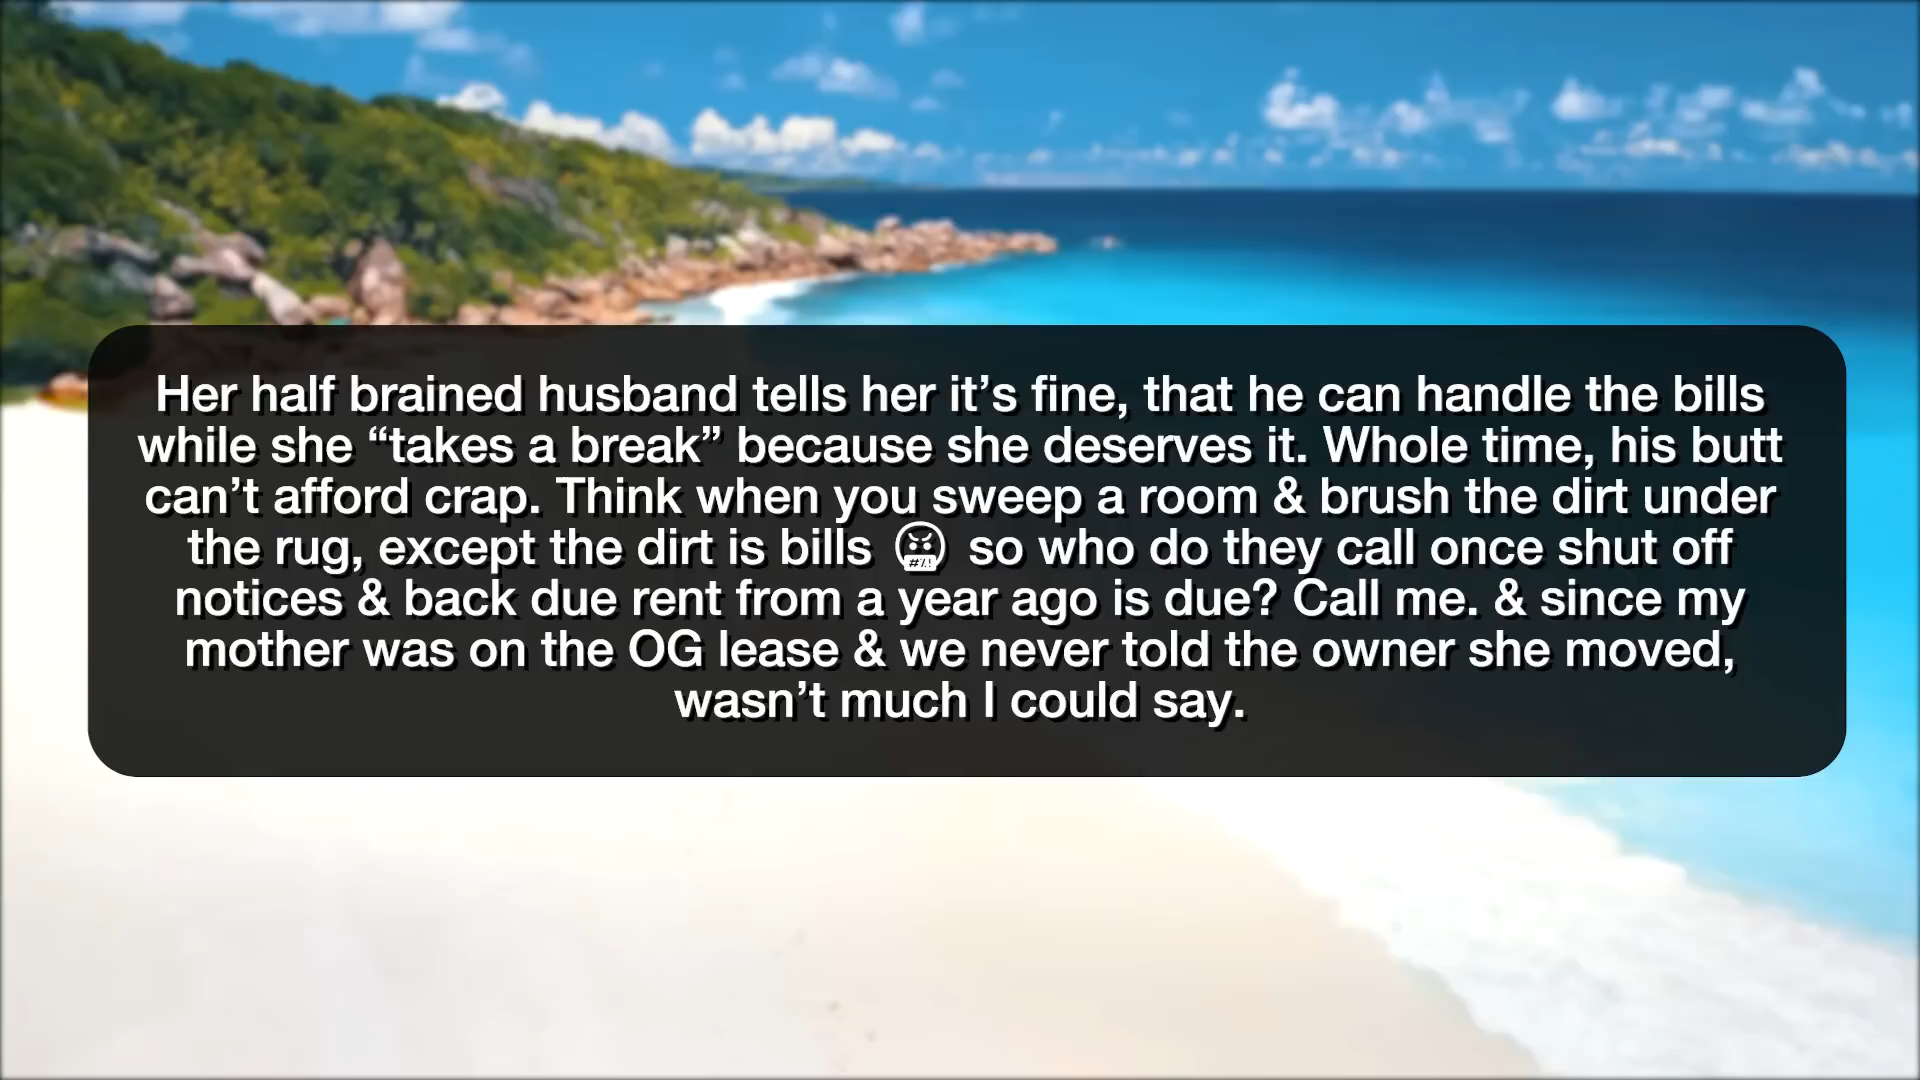 Her half brained husband tells her it’s fine, that he can handle the bills
while she “takes a break” because she deserves it. Whole time, his butt
can’t afford crap. Think when you sweep a room & brush the dirt under
the rug, except the dirt is bills 🤬 so who do they call once shut off
notices & back due rent from a year ago is due? Call me. & since my
mother was on the OG lease & we never told the owner she moved,
wasn’t much I could say.